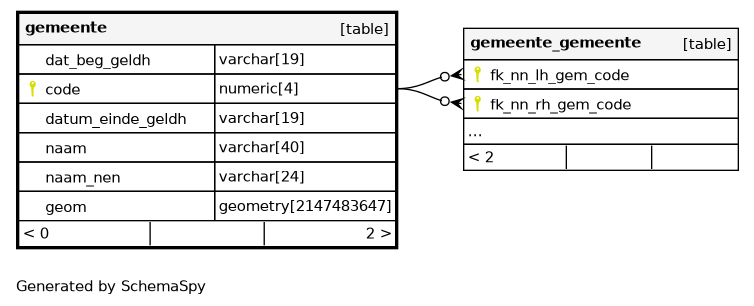 gemeente [table]
dat_beg_geldh varchar[19]
code numeric[4]
datum_einde_geldh varchar[19]
naam varchar[40]
naam_nen varchar[24]
geom geometry[2147483647]
< 0 2 >
gemeente_gemeente [table]
fk_nn_lh_gem_code
fk_nn_rh_gem_code
...
< 2
Generated by SchemaSpy